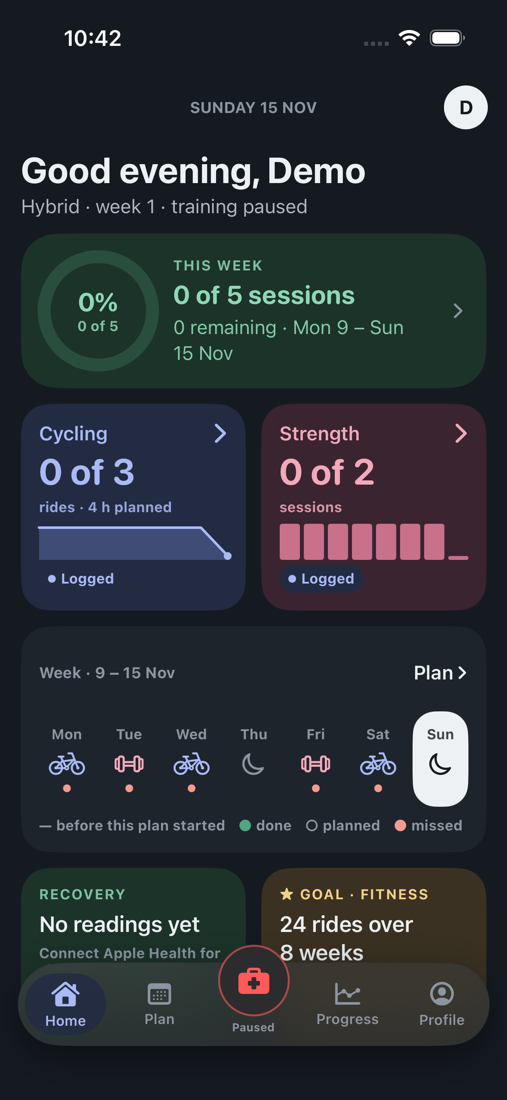 10:42
SUNDAY 15 NOV
D
Good evening, Demo
Hybrid · week 1 · training paused
0%
0 of 5
THIS WEEK
0 of 5 sessions
0 remaining · Mon 9 – Sun
15 Nov
Cycling
0 of 3
rides · 4 h planned
Logged
Strength
0 of 2
sessions
Logged
Week · 9 – 15 Nov
Plan
Mon
Tue
Wed
Thu
Fri
Sat
Sun
— before this plan started
done
planned
missed
RECOVERY
No readings yet
Connect Apple Health for
GOAL · FITNESS
24 rides over
8 weeks
Home
Plan
Paused
Progress
Profile